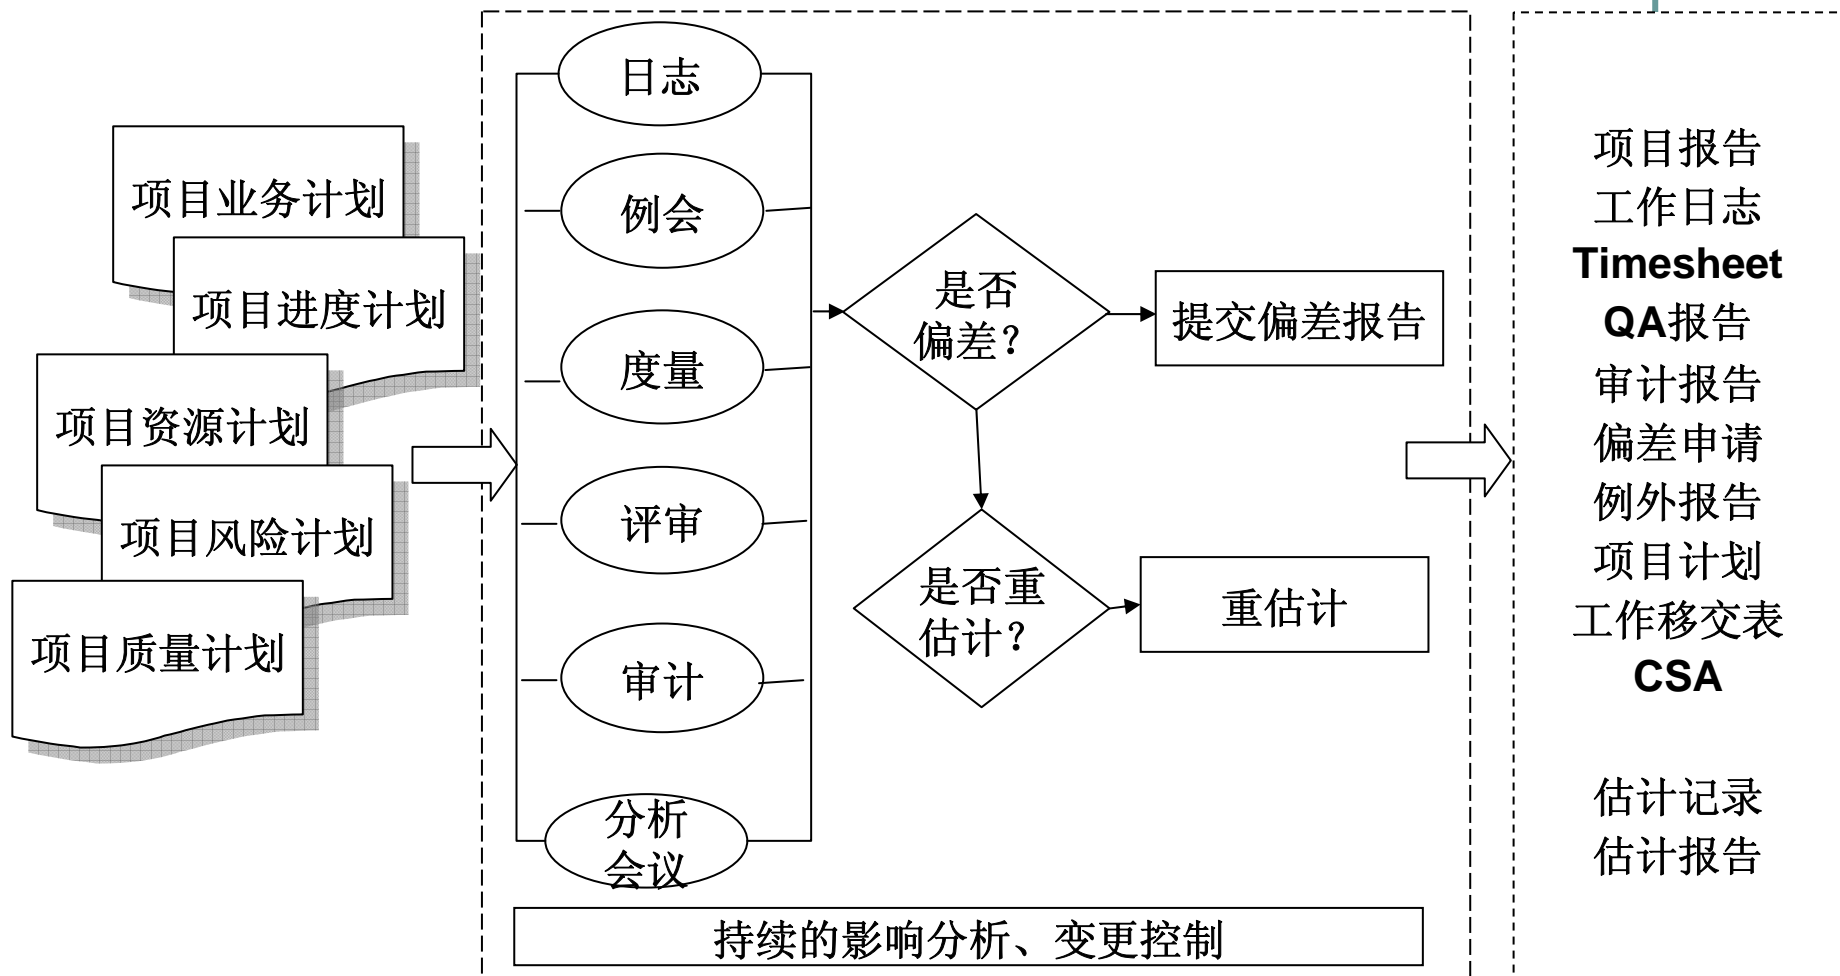 项目业务计划
项目进度计划
项目资源计划
项目风险计划
项目质量计划
日志
例会
度量
评审
审计
分析
会议
是否
偏差?
提交偏差报告
是否重
估计?
重估计
持续的影响分析、变更控制
项目报告
工作日志
Timesheet
QA报告
审计报告
偏差申请
例外报告
项目计划
工作移交表
CSA
估计记录
估计报告